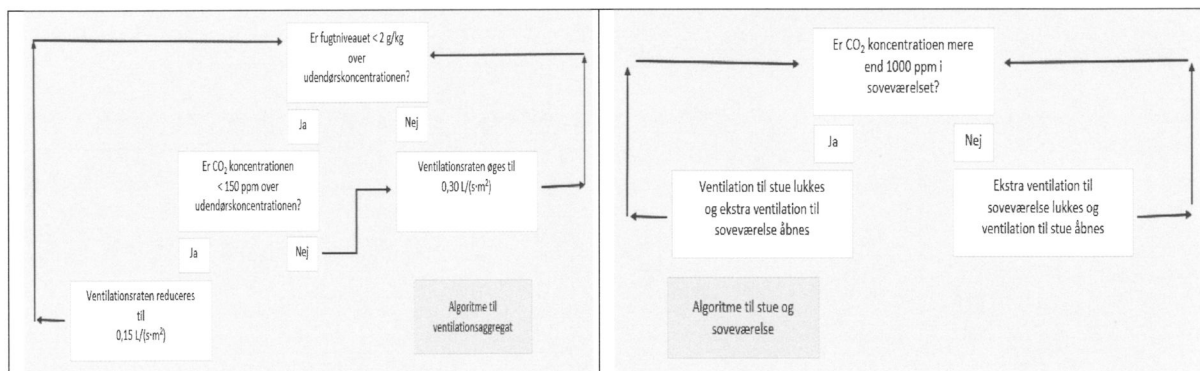 Er fugtniveauet < 2 g/kg
over
udendørskoncentrationen?
Ja
Nej
Er CO₂ koncentrationen
< 150 ppm over
udendørskoncentrationen?
Ventilationsraten øges til
0,30 L/(s·m²)
Ja
Nej
Ventilationsraten reduceres
til
0,15 L/(s·m²)
Algoritme til
ventilationsaggregat
Er CO₂ koncentratioen mere
end 1000 ppm i
soveværelset?
Ja
Nej
Ventilation til stue lukkes
og ekstra ventilation til
soveværelse åbnes
Ekstra ventilation til
soveværelse lukkes og
ventilation til stue åbnes
Algoritme til stue og
soveværelse